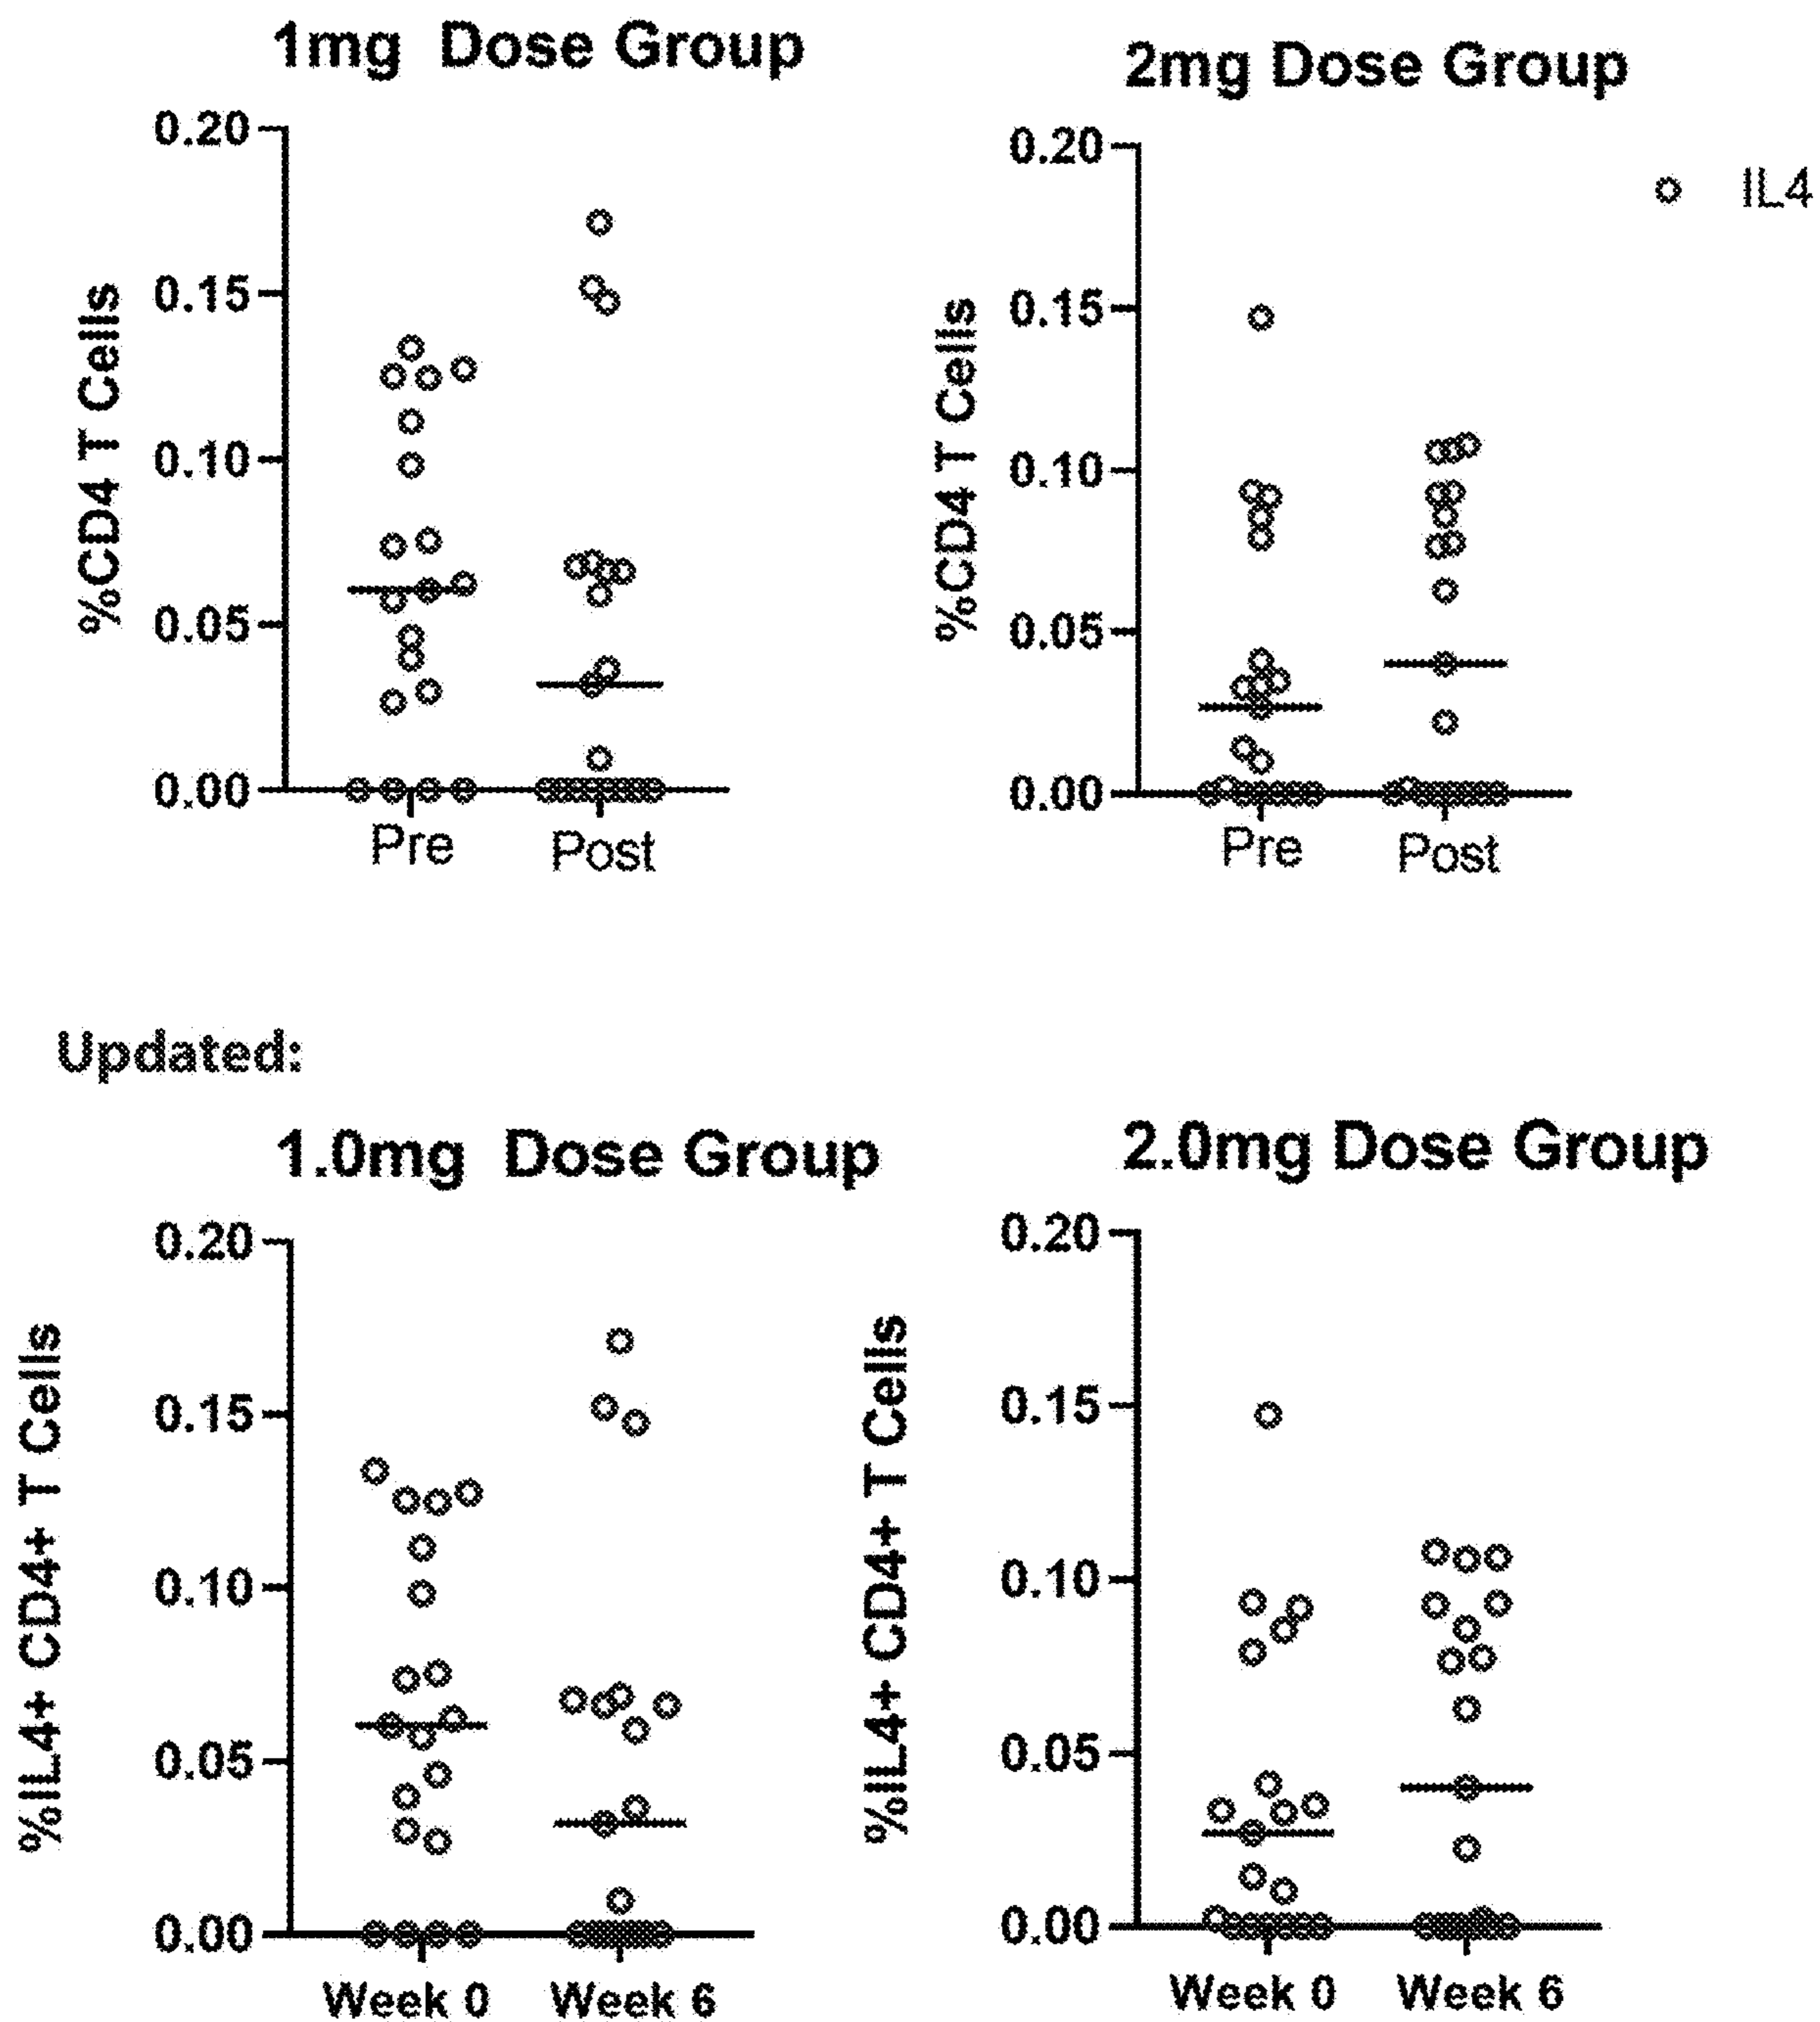 1mg Dose Group
2mg Dose Group
%CD4 T Cells
0.20
0.15
0.10
0.05
0.00
Pre
Post
%CD4 T Cells
0.20
0.15
0.10
0.05
0.00
Pre
Post
IL4
Updated:
1.0mg Dose Group
2.0mg Dose Group
%IL4+ CD4+ T Cells
0.20
0.15
0.10
0.05
0.00
Week 0
Week 6
%IL4+ CD4+ T Cells
0.20
0.15
0.10
0.05
0.00
Week 0
Week 6